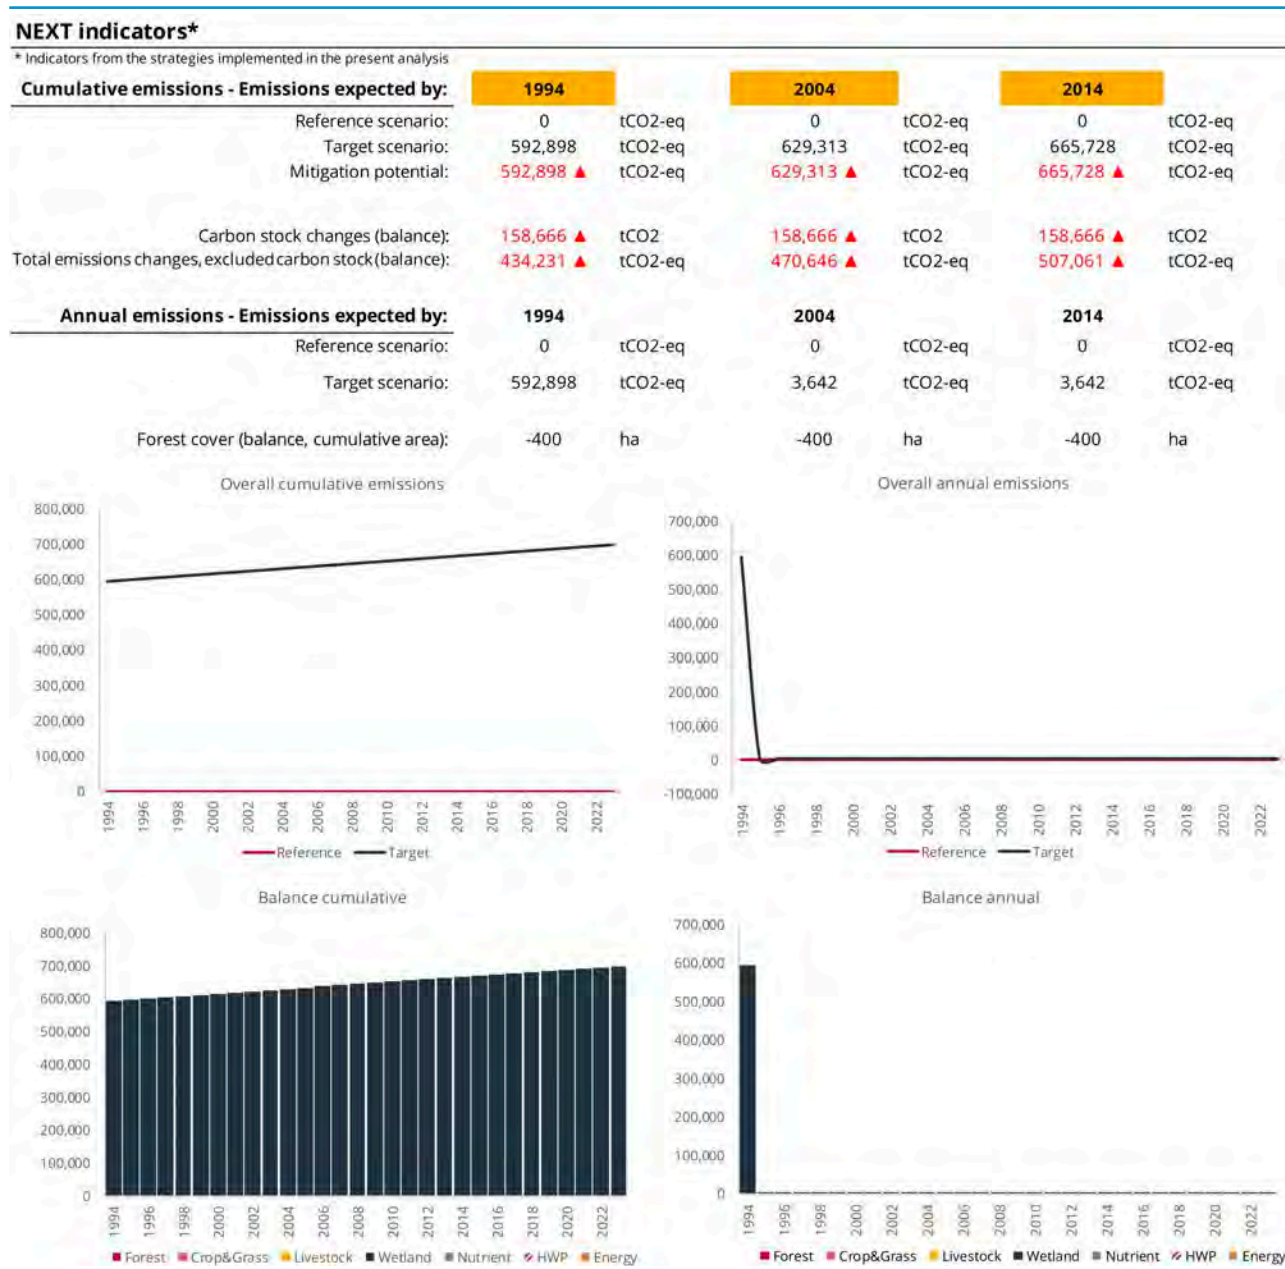 NEXT indicators*
* Indicators from the strategies implemented in the present analysis
Cumulative emissions - Emissions expected by: 1994 2004 2014
Reference scenario: 0 tCO2-eq 0 tCO2-eq 0 tCO2-eq
Target scenario: 592,898 tCO2-eq 629,313 tCO2-eq 665,728 tCO2-eq
Mitigation potential: 592,898 ▲ tCO2-eq 629,313 ▲ tCO2-eq 665,728 ▲ tCO2-eq
Carbon stock changes (balance): 158,666 ▲ tCO2 158,666 ▲ tCO2 158,666 ▲ tCO2
Total emissions changes, excluded carbon stock (balance): 434,231 ▲ tCO2-eq 470,646 ▲ tCO2-eq 507,061 ▲ tCO2-eq
Annual emissions - Emissions expected by: 1994 2004 2014
Reference scenario: 0 tCO2-eq 0 tCO2-eq 0 tCO2-eq
Target scenario: 592,898 tCO2-eq 3,642 tCO2-eq 3,642 tCO2-eq
Forest cover (balance, cumulative area): -400 ha -400 ha -400 ha
Overall cumulative emissions
800,000
700,000
600,000
500,000
400,000
300,000
200,000
100,000
0
1994 1996 1998 2000 2002 2004 2006 2008 2010 2012 2014 2016 2018 2020 2022
Reference Target
Overall annual emissions
700,000
600,000
500,000
400,000
300,000
200,000
100,000
0
-100,000
1994 1996 1998 2000 2002 2004 2006 2008 2010 2012 2014 2016 2018 2020 2022
Reference Target
Balance cumulative
800,000
700,000
600,000
500,000
400,000
300,000
200,000
100,000
0
1994 1996 1998 2000 2002 2004 2006 2008 2010 2012 2014 2016 2018 2020 2022
Forest Crop&Grass Livestock Wetland Nutrient HWP Energy
Balance annual
700,000
600,000
500,000
400,000
300,000
200,000
100,000
0
1994 1996 1998 2000 2002 2004 2006 2008 2010 2012 2014 2016 2018 2020 2022
Forest Crop&Grass Livestock Wetland Nutrient HWP Energy